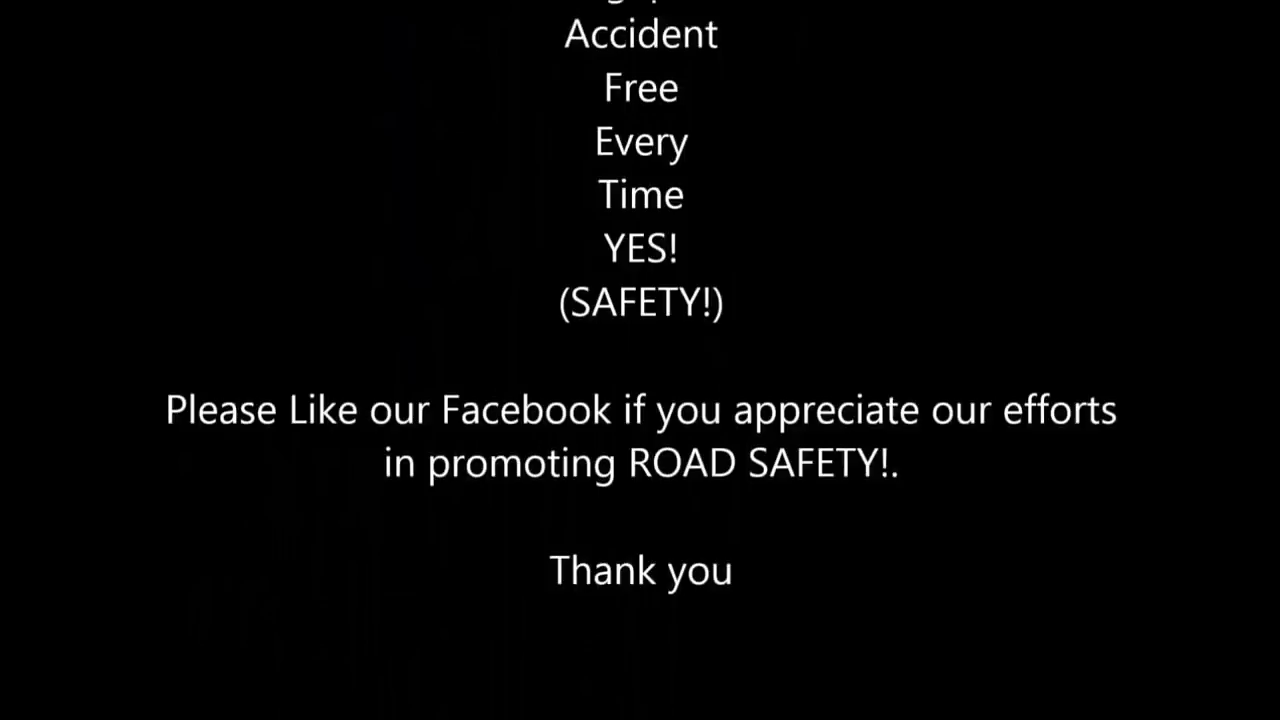 Accident
Free
Every
Time
YES!
(SAFETY!)
Please Like our Facebook if you appreciate our efforts
in promoting ROAD SAFETY!.
Thank you